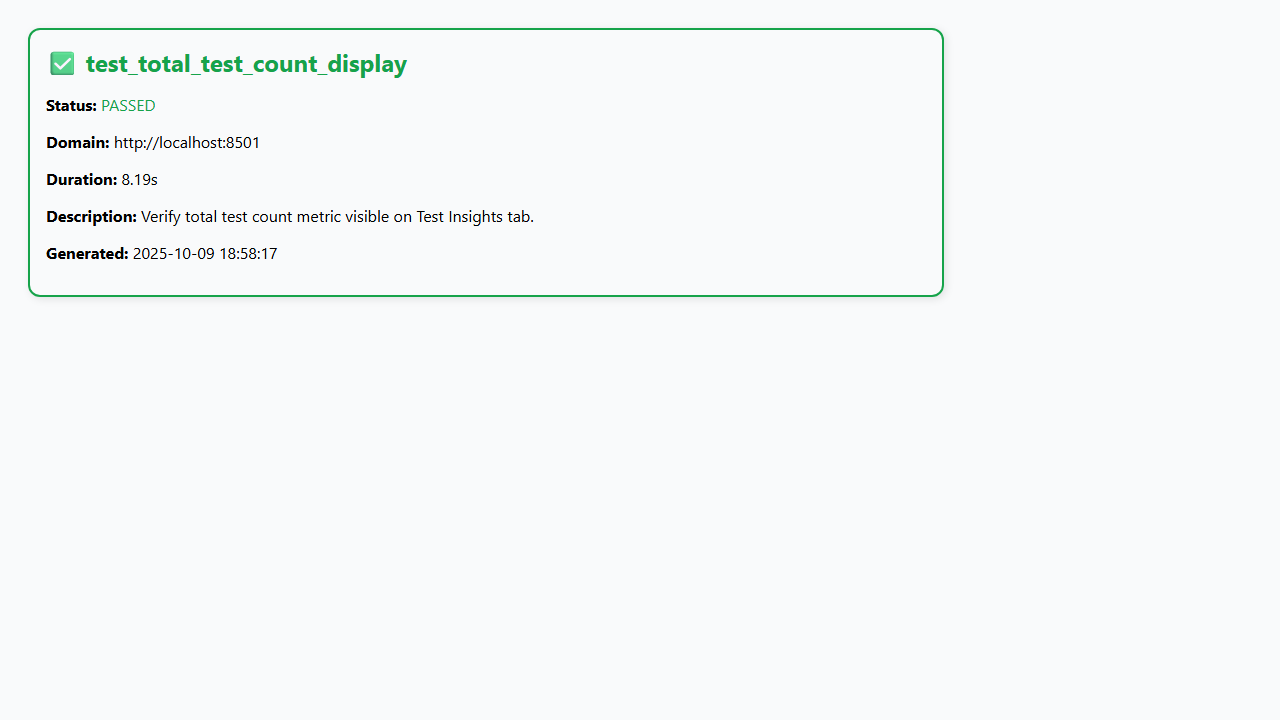 ✅ test_total_test_count_display
Status: PASSED
Domain: http://localhost:8501
Duration: 8.19s
Description: Verify total test count metric visible on Test Insights tab.
Generated: 2025-10-09 18:58:17